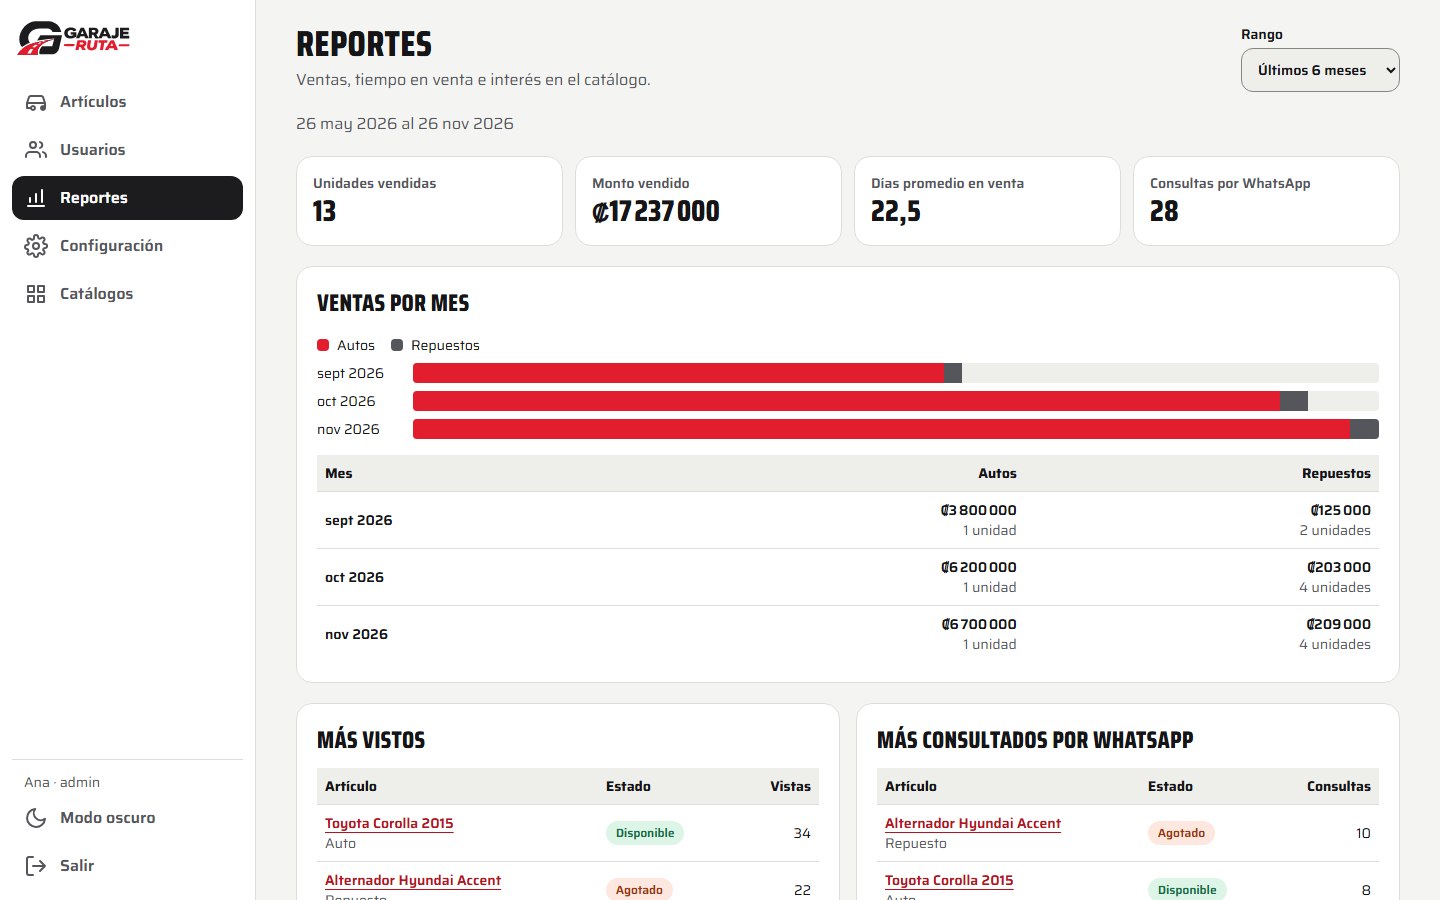 GARAJE
RUTA
Artículos
Usuarios
Reportes
Configuración
Catálogos
Ana · admin
Modo oscuro
Salir
REPORTES
Ventas, tiempo en venta e interés en el catálogo.
Rango
Últimos 6 meses
26 may 2026 al 26 nov 2026
Unidades vendidas
13
Monto vendido
₡17 237 000
Días promedio en venta
22,5
Consultas por WhatsApp
28
VENTAS POR MES
Autos Repuestos
sept 2026
oct 2026
nov 2026
Mes Autos Repuestos
sept 2026 ₡3 800 000 ₡125 000
1 unidad 2 unidades
oct 2026 ₡6 200 000 ₡203 000
1 unidad 4 unidades
nov 2026 ₡6 700 000 ₡209 000
1 unidad 4 unidades
MÁS VISTOS
Artículo Estado Vistas
Toyota Corolla 2015 Disponible 34
Auto
Alternador Hyundai Accent Agotado 22
Repuesto
MÁS CONSULTADOS POR WHATSAPP
Artículo Estado Consultas
Alternador Hyundai Accent Agotado 10
Repuesto
Toyota Corolla 2015 Disponible 8
Auto